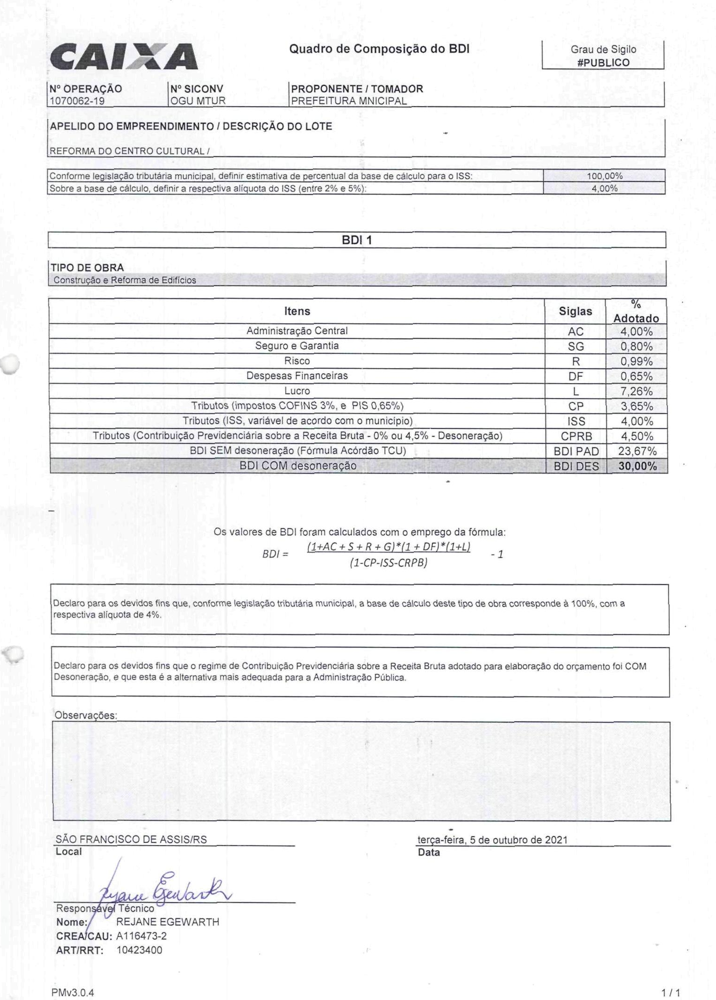 CAIXA
Quadro de Composição do BDI
Grau de Sigilo
#PUBLICO
Nº OPERAÇÃO
1070062-19
Nº SICONV
OGU MTUR
PROPONENTE / TOMADOR
PREFEITURA MNICIPAL
APELIDO DO EMPREENDIMENTO / DESCRIÇÃO DO LOTE
REFORMA DO CENTRO CULTURAL /
Conforme legislação tributária municipal, definir estimativa de percentual da base de cálculo para o ISS: 100,00%
Sobre a base de cálculo, definir a respectiva alíquota do ISS (entre 2% e 5%): 4,00%
BDI 1
TIPO DE OBRA
Construção e Reforma de Edifícios
Itens Siglas % Adotado
Administração Central AC 4,00%
Seguro e Garantia SG 0,80%
Risco R 0,99%
Despesas Financeiras DF 0,65%
Lucro L 7,26%
Tributos (impostos COFINS 3%, e PIS 0,65%) CP 3,65%
Tributos (ISS, variável de acordo com o município) ISS 4,00%
Tributos (Contribuição Previdenciária sobre a Receita Bruta - 0% ou 4,5% - Desoneração) CPRB 4,50%
BDI SEM desoneração (Fórmula Acórdão TCU) BDI PAD 23,67%
BDI COM desoneração BDI DES 30,00%
Os valores de BDI foram calculados com o emprego da fórmula:
(1+AC + S + R + G)*(1 + DF)*(1+L)
BDI = - 1
(1-CP-ISS-CRPB)
Declaro para os devidos fins que, conforme legislação tributária municipal, a base de cálculo deste tipo de obra corresponde à 100%, com a
respectiva alíquota de 4%.
Declaro para os devidos fins que o regime de Contribuição Previdenciária sobre a Receita Bruta adotado para elaboração do orçamento foi COM
Desoneração, e que esta é a alternativa mais adequada para a Administração Pública.
Observações:
SÃO FRANCISCO DE ASSIS/RS
Local
terça-feira, 5 de outubro de 2021
Data
Rejane Egewarth
Responsável Técnico
Nome: REJANE EGEWARTH
CREA/CAU: A116473-2
ART/RRT: 10423400
PMv3.0.4
1 / 1